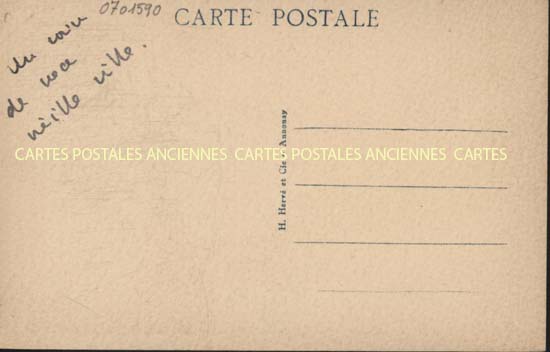 0701590
CARTE POSTALE
Un coin
de
vieille ville.
CARTES POSTALES ANCIENNES CARTES POSTALES ANCIENNES CARTES
H. Hervé et Cie Annonay